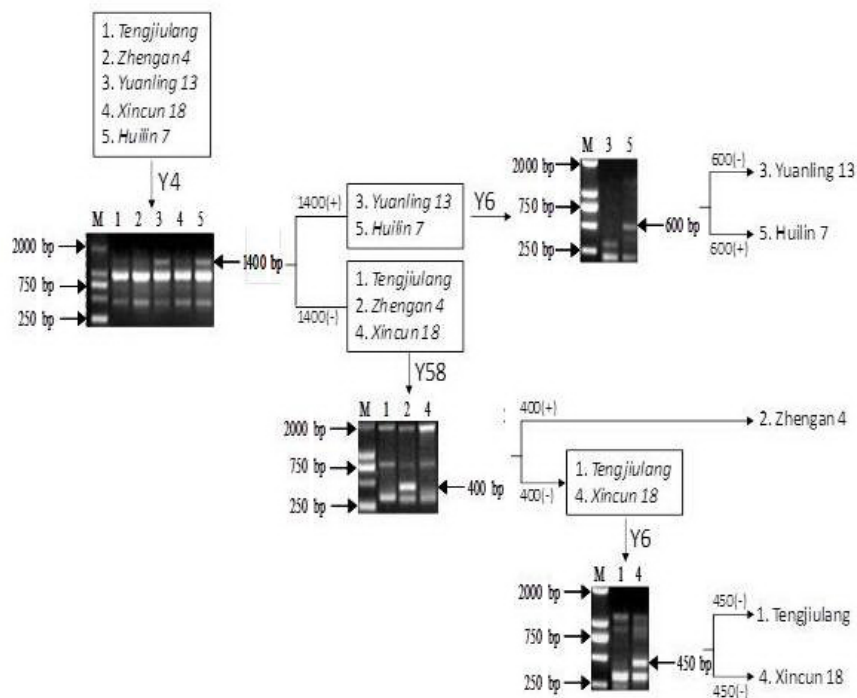 1. Tengjiulang
2. Zhengan 4
3. Yuanling 13
4. Xincun 18
5. Huilin 7
Y4
M 1 2 3 4 5
2000 bp
750 bp
250 bp
1400 bp
1400(+)
1400(-)
3. Yuanling 13
5. Huilin 7
Y6
M 3 5
2000 bp
750 bp
250 bp
600 bp
600(-)
3. Yuanling 13
600(+)
5. Huilin 7
1. Tengjiulang
2. Zhengan 4
4. Xincun 18
Y58
M 1 2 4
2000 bp
750 bp
250 bp
400 bp
:
400(+)
2. Zhengan 4
400(-)
1. Tengjiulang
4. Xincun 18
Y6
M 1 4
2000 bp
750 bp
250 bp
450 bp
450(-)
1. Tengjiulang
4. Xincun 18
450(-)